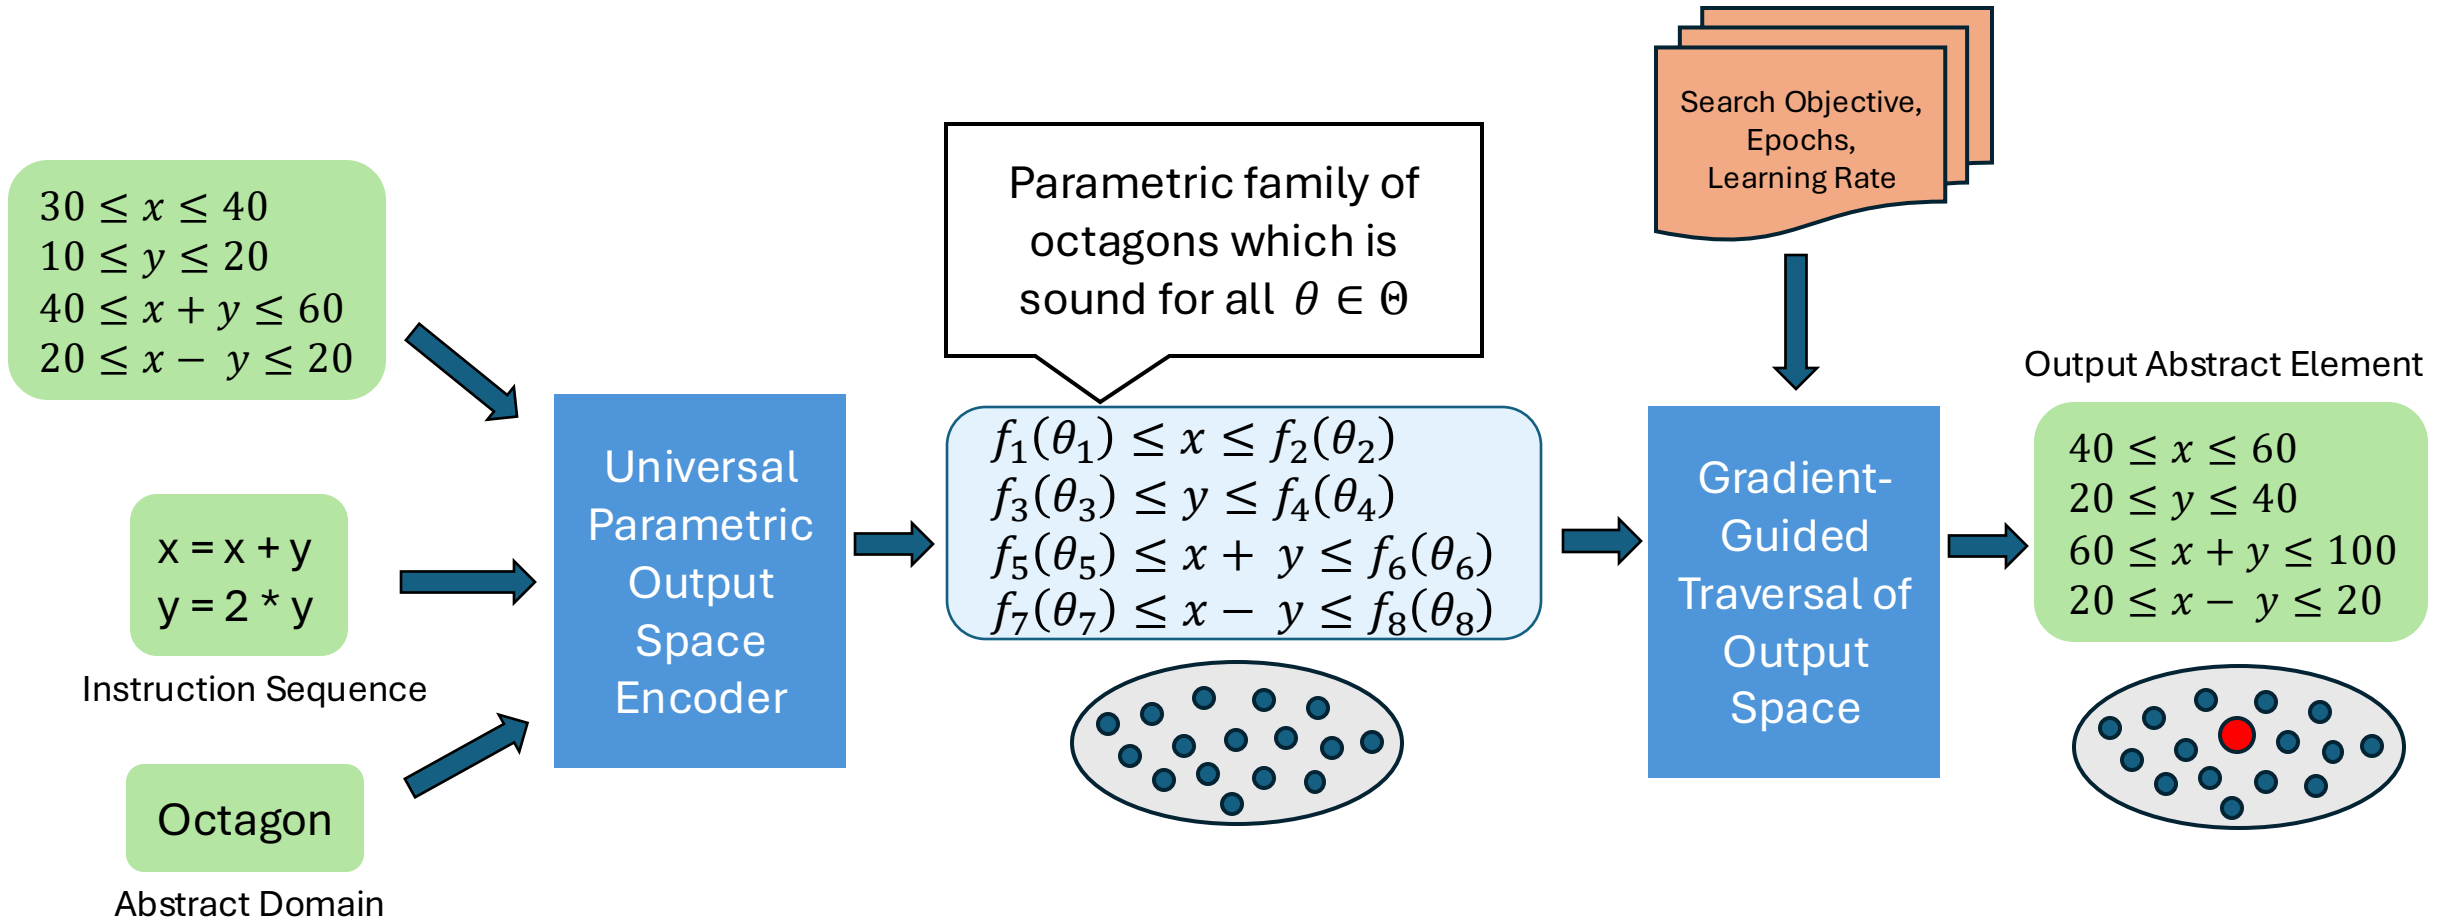 30 ≤ x ≤ 40
10 ≤ y ≤ 20
40 ≤ x + y ≤ 60
20 ≤ x − y ≤ 20
x = x + y
y = 2 * y
Instruction Sequence
Octagon
Abstract Domain
Universal
Parametric
Output
Space
Encoder
Parametric family of
octagons which is
sound for all θ ∈ Θ
f₁(θ₁) ≤ x ≤ f₂(θ₂)
f₃(θ₃) ≤ y ≤ f₄(θ₄)
f₅(θ₅) ≤ x + y ≤ f₆(θ₆)
f₇(θ₇) ≤ x − y ≤ f₈(θ₈)
Search Objective,
Epochs,
Learning Rate
Gradient-
Guided
Traversal of
Output
Space
Output Abstract Element
40 ≤ x ≤ 60
20 ≤ y ≤ 40
60 ≤ x + y ≤ 100
20 ≤ x − y ≤ 20